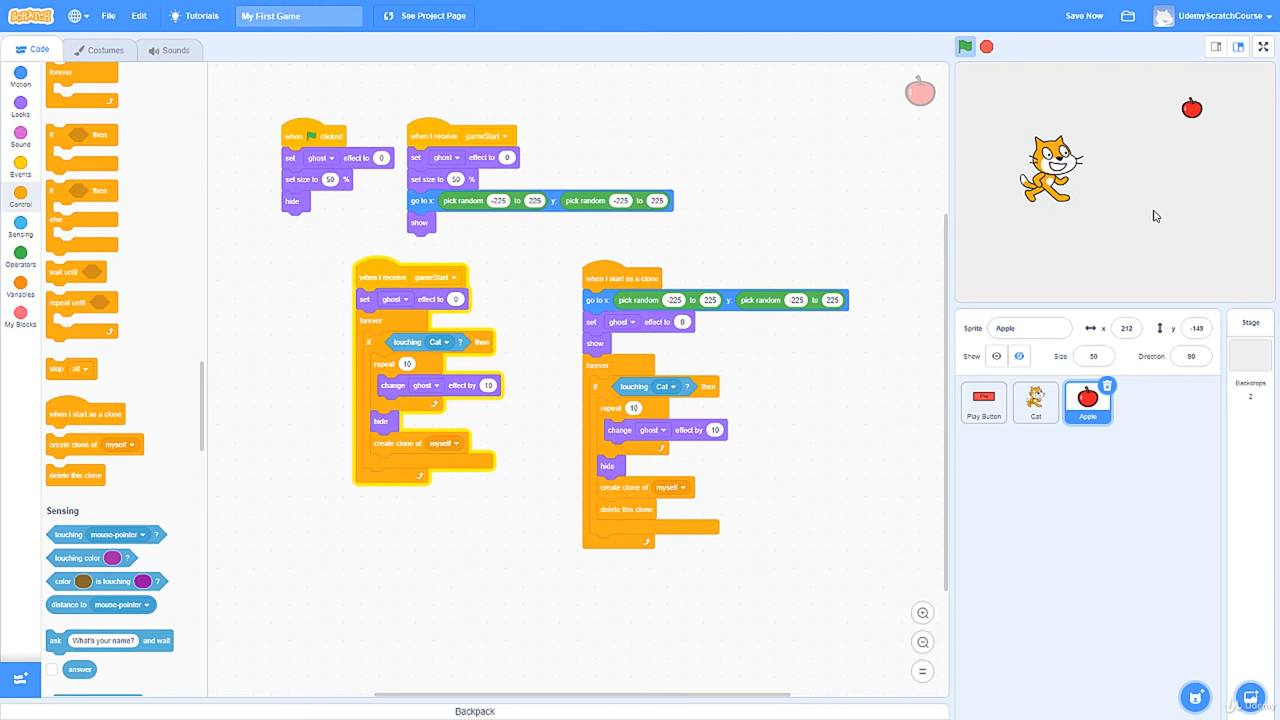 SCRATCH File Edit Tutorials My First Game See Project Page Save Now UdemyScratchCourse
Code Costumes Sounds
Motion
Looks
Sound
Events
Control
Sensing
Operators
Variables
My Blocks
forever
if then
if then
else
wait until
repeat until
stop all
when I start as a clone
create clone of myself
delete this clone
Sensing
touching mouse-pointer ?
touching color ?
color is touching ?
distance to mouse-pointer
ask What's your name? and wait
answer
when clicked
set ghost effect to 0
set size to 50 %
hide
when I receive gameStart
set ghost effect to 0
set size to 50 %
go to x: pick random -225 to 225 y: pick random -225 to 225
show
when I receive gameStart
set ghost effect to 0
forever
if touching Cat ? then
repeat 10
change ghost effect by 10
hide
create clone of myself
when I start as a clone
go to x: pick random -225 to 225 y: pick random -225 to 225
set ghost effect to 0
show
forever
if touching Cat ? then
repeat 10
change ghost effect by 10
hide
create clone of myself
delete this clone
Sprite Apple x 212 y -149
Show Size 50 Direction 90
Play Button Cat Apple
Stage
Backdrops
2
Backpack
Udemy